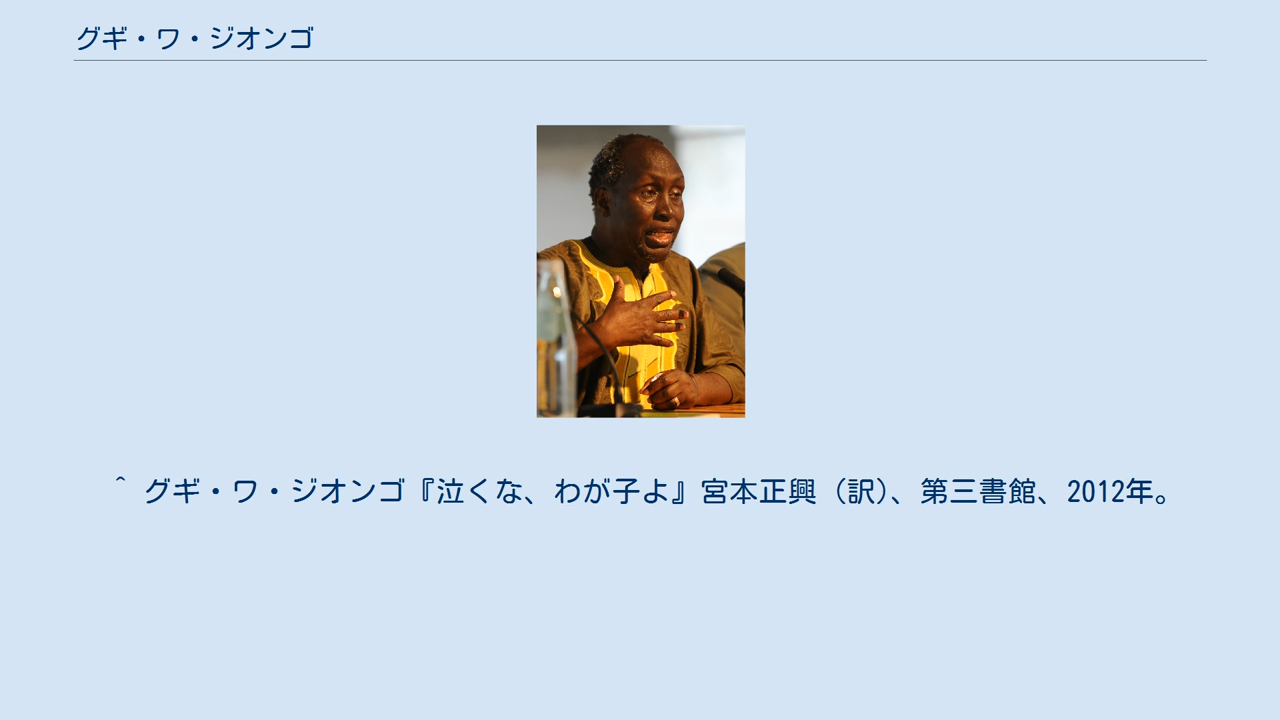 グギ・ワ・ジオンゴ
^ グギ・ワ・ジオンゴ『泣くな、わが子よ』宮本正興（訳）、第三書館、2012年。